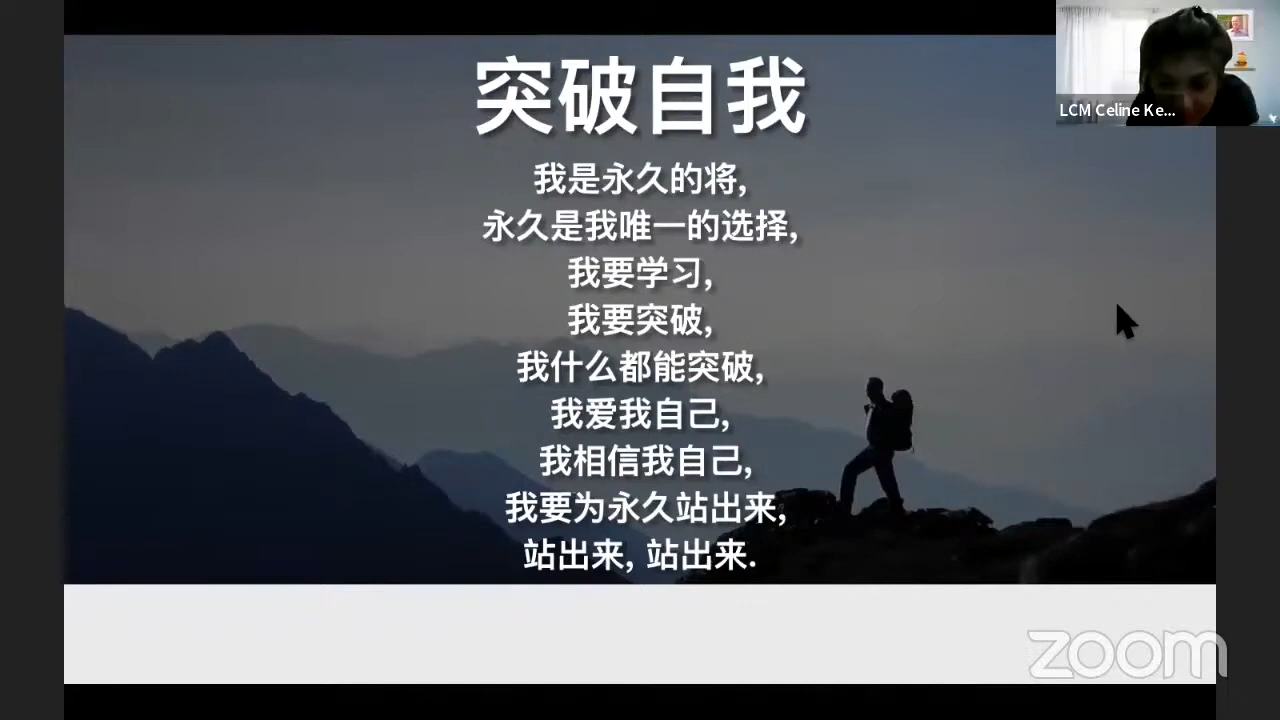 突破自我
LCM Celine Ke...
我是永久的将,
永久是我唯一的选择,
我要学习,
我要突破,
我什么都能突破,
我爱我自己,
我相信我自己,
我要为永久站出来,
站出来, 站出来.
zoom